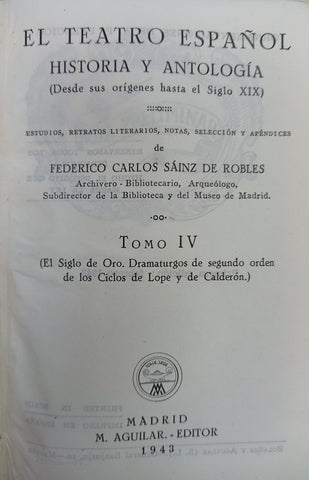 EL TEATRO ESPAÑOL
HISTORIA Y ANTOLOGÍA
(Desde sus orígenes hasta el Siglo XIX)
ESTUDIOS, RETRATOS LITERARIOS, NOTAS, SELECCIÓN Y APÉNDICES
de
FEDERICO CARLOS SÁINZ DE ROBLES
Archivero - Bibliotecario, Arqueólogo,
Subdirector de la Biblioteca y del Museo de Madrid.
TOMO IV
(El Siglo de Oro. Dramaturgos de segundo orden
de los Ciclos de Lope y de Calderón.)
MADRID
M. AGUILAR. - EDITOR
1943